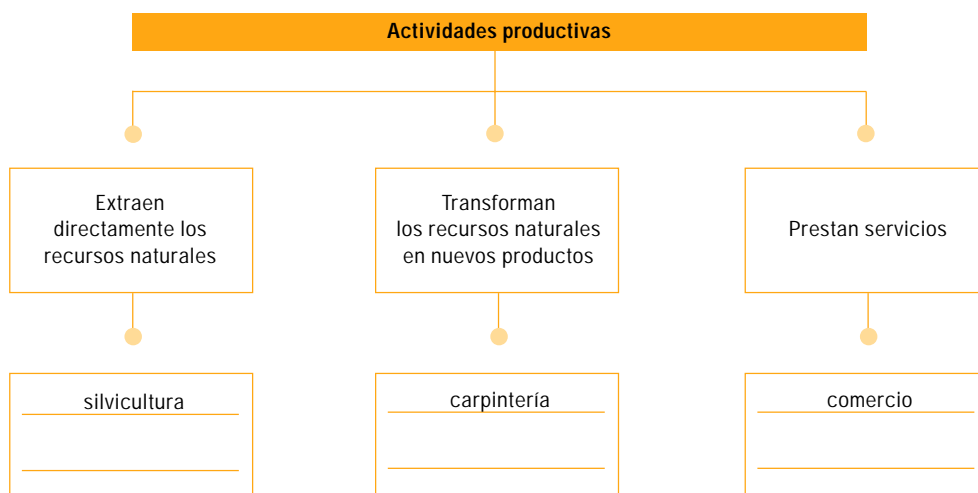 Actividades productivas
Extraen
directamente los
recursos naturales
Transforman
los recursos naturales
en nuevos productos
Prestan servicios
silvicultura
carpintería
comercio